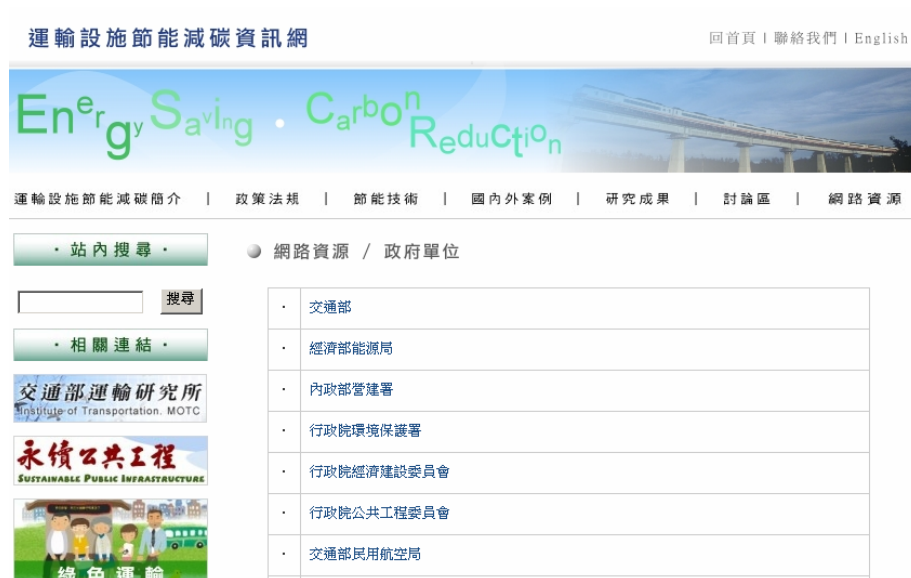 運輸設施節能減碳資訊網
回首頁 | 聯絡我們 | English
Energy Saving · Carbon Reduction
運輸設施節能減碳簡介 | 政策法規 | 節能技術 | 國內外案例 | 研究成果 | 討論區 | 網路資源
· 站內搜尋 ·
搜尋
· 相關連結 ·
交通部運輸研究所
Institute of Transportation. MOTC
永續公共工程
SUSTAINABLE PUBLIC INFRASTRUCTURE
綠色運輸
網路資源 / 政府單位
· 交通部
· 經濟部能源局
· 內政部營建署
· 行政院環境保護署
· 行政院經濟建設委員會
· 行政院公共工程委員會
· 交通部民用航空局